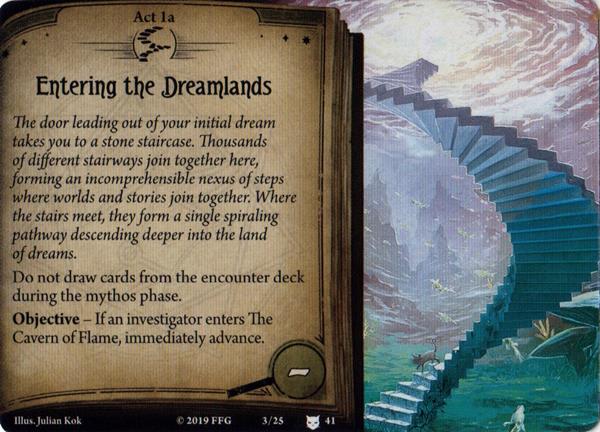 Act 1a
Entering the Dreamlands
The door leading out of your initial dream
takes you to a stone staircase. Thousands
of different stairways join together here,
forming an incomprehensible nexus of steps
where worlds and stories join together. Where
the stairs meet, they form a single spiraling
pathway descending deeper into the land
of dreams.
Do not draw cards from the encounter deck
during the mythos phase.
Objective – If an investigator enters The
Cavern of Flame, immediately advance.
–
Illus. Julian Kok © 2019 FFG 3/25 41